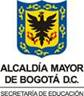 ALCALDÍA MAYOR
DE BOGOTÁ D.C.
SECRETARÍA DE EDUCACIÓN